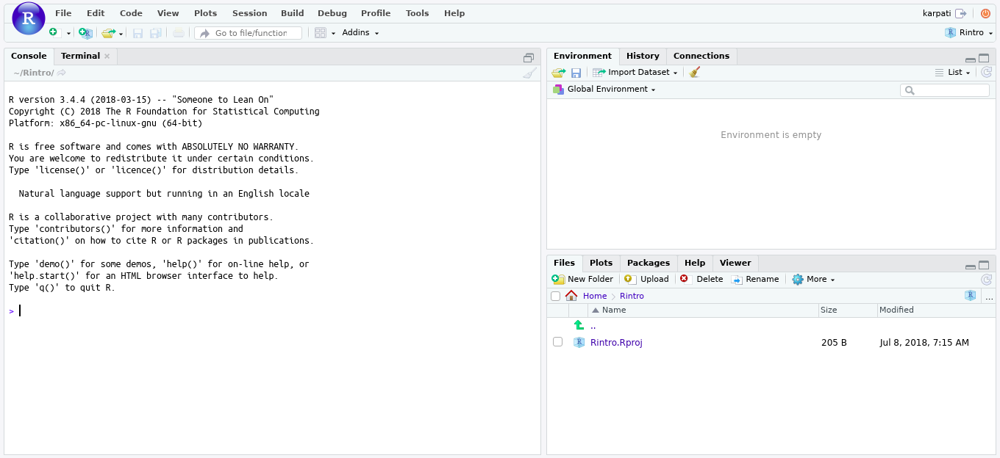 R File Edit Code View Plots Session Build Debug Profile Tools Help karpati
Go to file/function Addins R Rintro
Console Terminal
~/Rintro/
R version 3.4.4 (2018-03-15) -- "Someone to Lean On"
Copyright (C) 2018 The R Foundation for Statistical Computing
Platform: x86_64-pc-linux-gnu (64-bit)
R is free software and comes with ABSOLUTELY NO WARRANTY.
You are welcome to redistribute it under certain conditions.
Type 'license()' or 'licence()' for distribution details.
Natural language support but running in an English locale
R is a collaborative project with many contributors.
Type 'contributors()' for more information and
'citation()' on how to cite R or R packages in publications.
Type 'demo()' for some demos, 'help()' for on-line help, or
'help.start()' for an HTML browser interface to help.
Type 'q()' to quit R.
>
Environment History Connections
Import Dataset List
Global Environment
Environment is empty
Files Plots Packages Help Viewer
New Folder Upload Delete Rename More
Home Rintro R ...
Name Size Modified
..
R Rintro.Rproj 205 B Jul 8, 2018, 7:15 AM